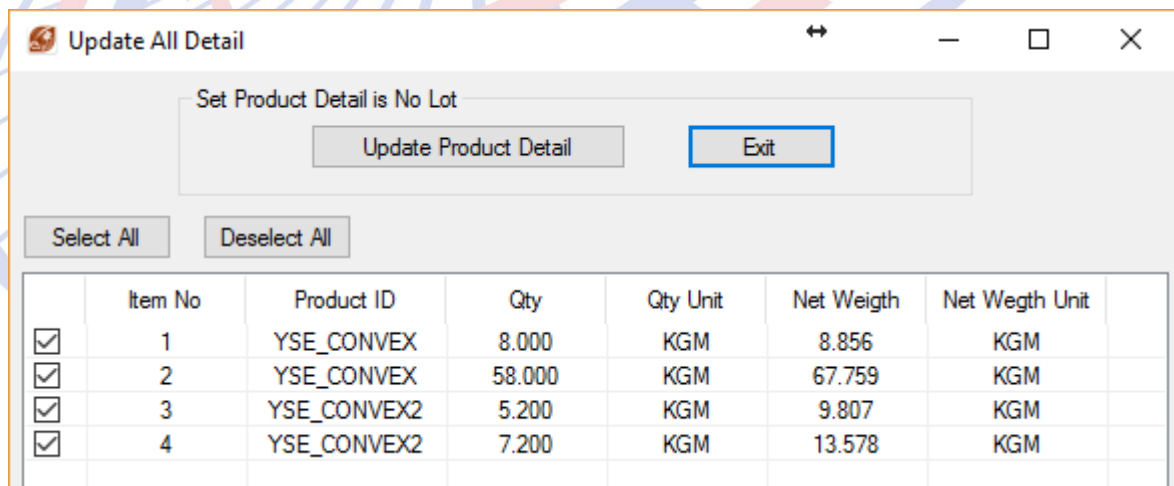 Update All Detail
Set Product Detail is No Lot
Update Product Detail Exit
Select All Deselect All
Item No Product ID Qty Qty Unit Net Weigth Net Wegth Unit
1 YSE_CONVEX 8.000 KGM 8.856 KGM
2 YSE_CONVEX 58.000 KGM 67.759 KGM
3 YSE_CONVEX2 5.200 KGM 9.807 KGM
4 YSE_CONVEX2 7.200 KGM 13.578 KGM